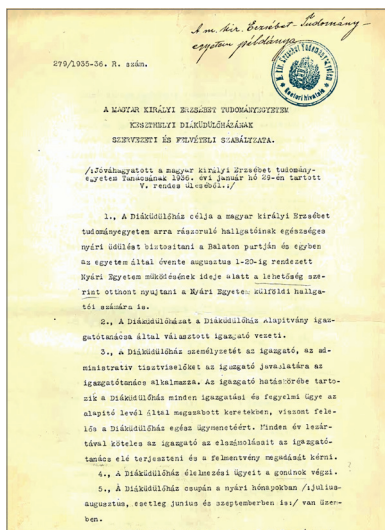 A m. kir. Erzsébet-Tudomány-
egyetem példánya
279/1935-36. R. szám.
A MAGYAR KIRÁLYI ERZSÉBET TUDOMÁNYEGYETEM
KESZTHELYI DIÁKÜDÜLŐHÁZÁNAK
SZERVEZETI ÉS FELVÉTELI SZABÁLYZATA.
/:Jóváhagyatott a magyar királyi Erzsébet tudomány-
egyetem Tanácsának 1936. évi január hó 29-én tartott
V. rendes üléséből.:/
1., A Diáküdülőház célja a magyar királyi Erzsébet
tudományegyetem arra rászoruló hallgatóinak egészséges
nyári üdülést biztosítani a Balaton partján és egyben
az egyetem által évente augusztus 1-20-ig rendezett
Nyári Egyetem működésének ideje alatt a lehetőség sze-
rint otthont nyujtani a Nyári Egyetem külföldi hallga-
tói számára is.
2., A Diáküdülőházat a Diáküdülőház Alapítvány igaz-
gatótanácsa által választott igazgató vezeti.
3., A Diáküdülőház személyzetét az igazgató, az ad-
ministratív tisztviselőket az igazgató javaslatára az
igazgatótanács alkalmazza. Az igazgató hatáskörébe tarto-
zik a Diáküdülőház minden igazgatási és fegyelmi ügye az
alapító levél által megszabott keretekben, viszont fele-
lős a Diáküdülőház egész ügymenetéért. Minden év lezár-
tával köteles az igazgató az elszámolásit az igazgató-
tanács elé terjeszteni és a felmentvény megadását kérni.
4., A Diáküdülőház élelmezési ügyeit a gondnok végzi.
5., A Diáküdülőház csupán a nyári hónapokban /:julius-
augusztus, esetleg junius és szeptemberben is:/ van üzem-
ben.